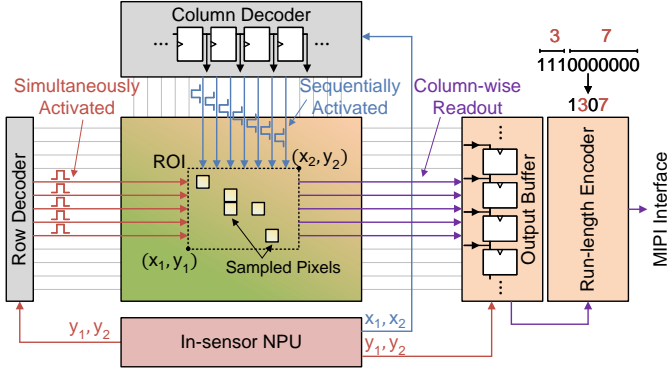 Column Decoder
... ...
3 7
1110000000
1307
Simultaneously
Activated
Sequentially
Activated
Column-wise
Readout
Row Decoder
ROI
(x₂, y₂)
(x₁, y₁)
Sampled Pixels
...
Output Buffer
...
Run-length Encoder
MIPI Interface
y₁, y₂
In-sensor NPU
x₁, x₂
y₁, y₂